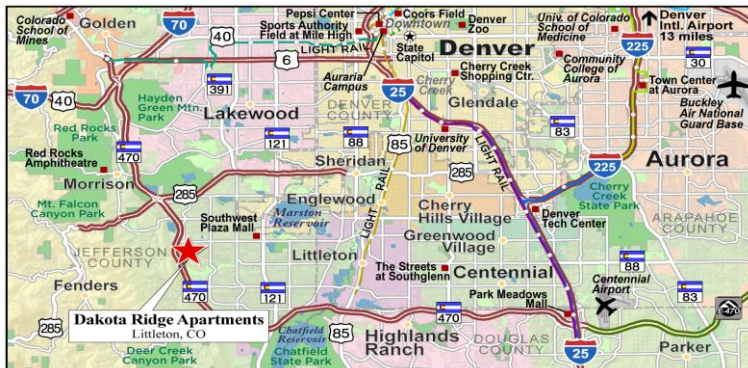 Colorado
School of
Mines
Golden
70
40
6
LIGHT RAIL
Pepsi Center
Sports Authority
Field at Mile High
Downtown
Coors Field
Denver
Zoo
State
Capitol
Auraria
Campus
Denver
Univ. of Colorado
School of
Medicine
Denver
Intl. Airport
13 miles
225
30
Community
College of
Aurora
Town Center
at Aurora
Buckley
Air National
Guard Base
70
40
Hayden
Green Mtn.
Park
391
Lakewood
DENVER
COUNTY
25
Cherry
Creek
Cherry Creek
Shopping Ctr.
Glendale
Red Rocks
Park
Red Rocks
Amphitheatre
470
121
88
85
University
of Denver
83
Morrison
285
Sheridan
285
LIGHT RAIL
225
Aurora
Mt. Falcon
Canyon Park
Englewood
Cherry
Hills Village
Cherry
Creek
State Park
Southwest
Plaza Mall
Marston
Reservoir
LIGHT RAIL
Denver
Tech Center
ARAPAHOE
COUNTY
JEFFERSON
COUNTY
Littleton
Greenwood
Village
Fenders
470
121
The Streets
at Southglenn
Centennial
88
Centennial
Airport
83
Dakota Ridge Apartments
Littleton, CO
285
Park Meadows
Mall
470
470
85
Chatfield
Reservoir
Highlands
Ranch
DOUGLAS
COUNTY
225
Parker
Deer Creek
Canyon Park
Chatfield
State Park
25